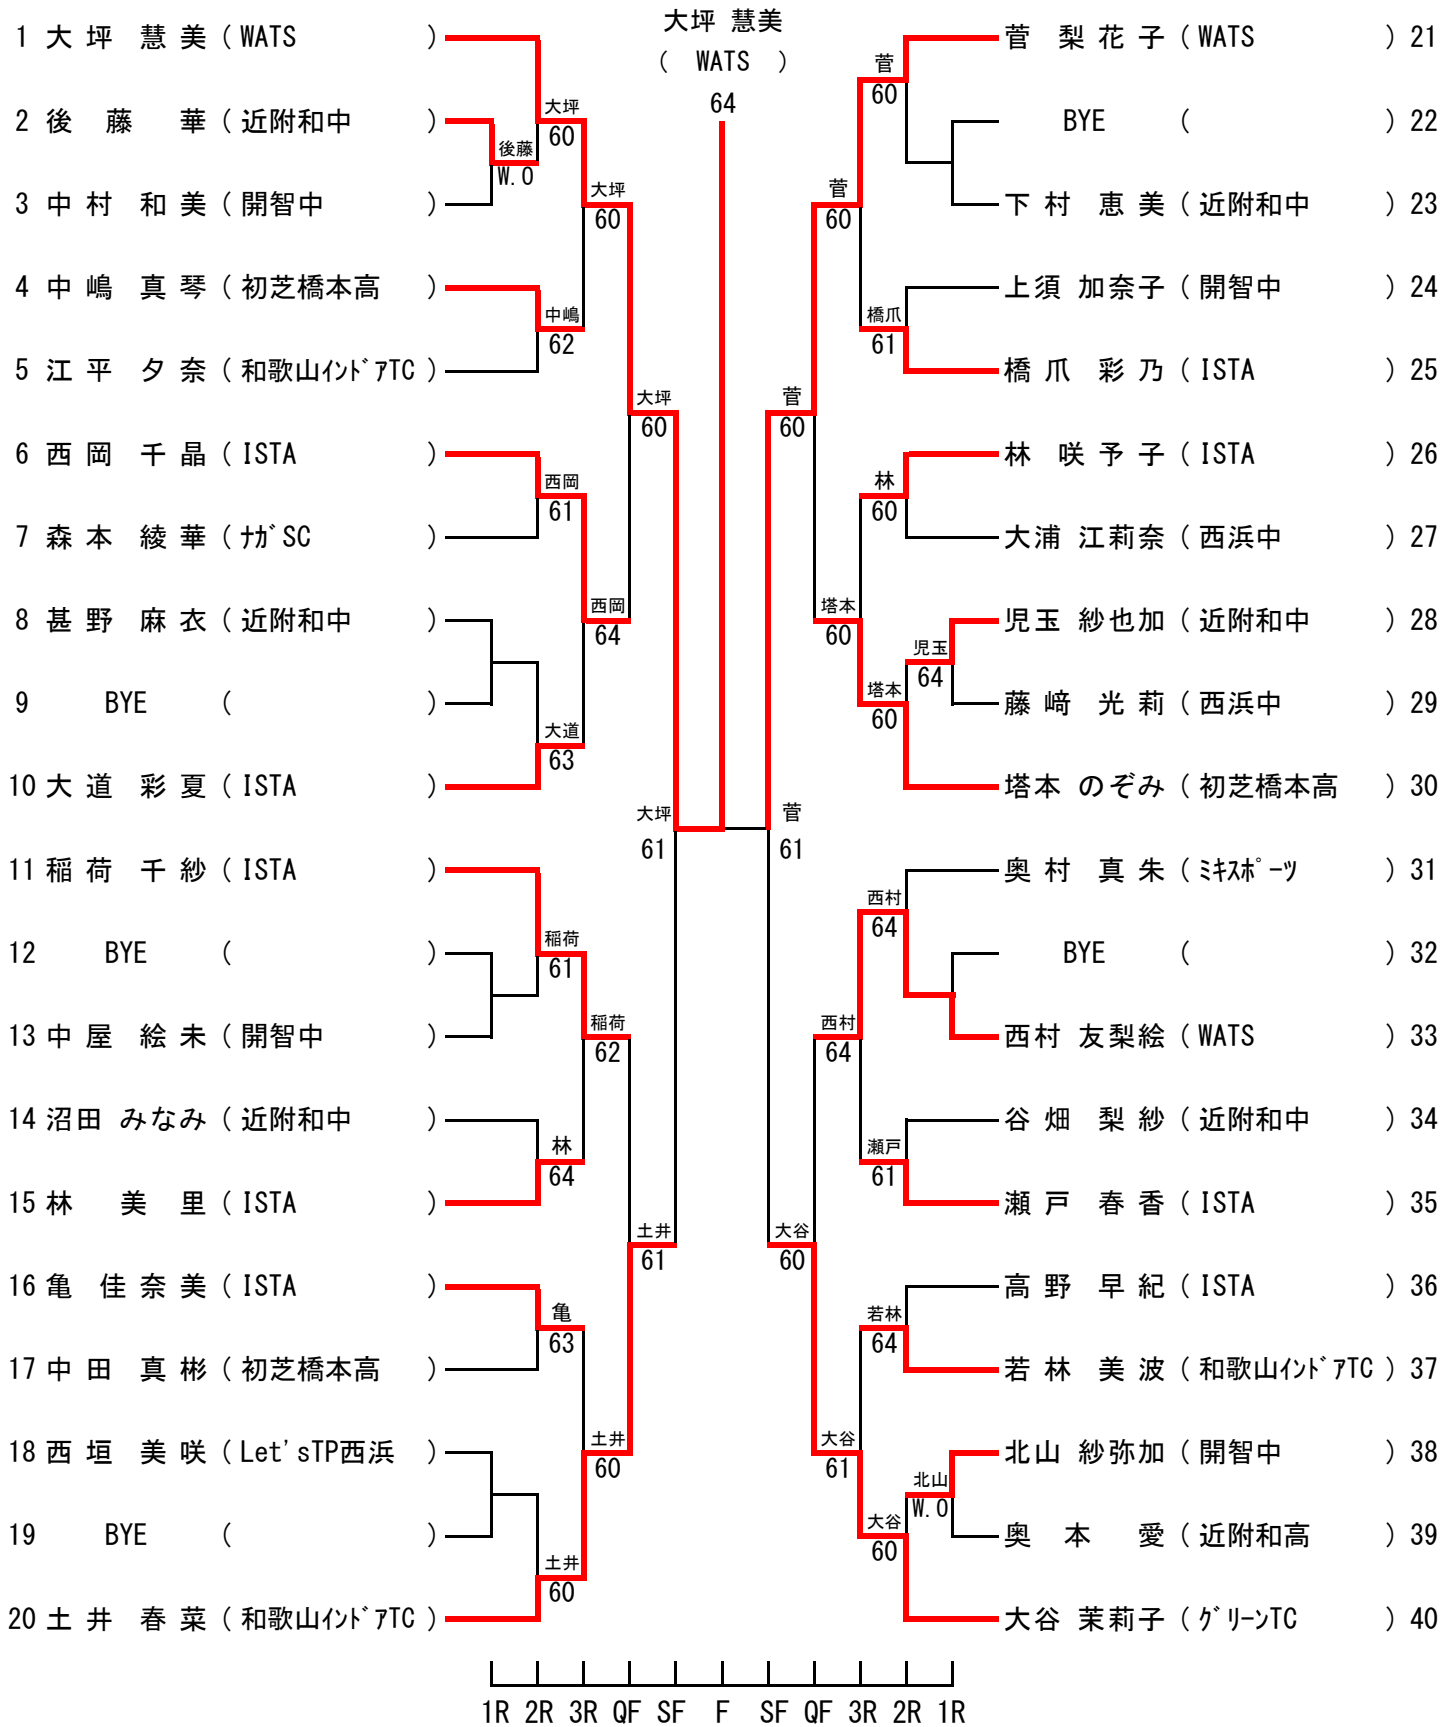 大坪 慧美
( WATS )
64
1 大坪 慧美 ( WATS )
2 後藤 華 ( 近附和中 )
3 中村 和美 ( 開智中 )
4 中嶋 真琴 ( 初芝橋本高 )
5 江平 夕奈 ( 和歌山インドアTC )
6 西岡 千晶 ( ISTA )
7 森本 綾華 ( ナガSC )
8 甚野 麻衣 ( 近附和中 )
9 BYE ( )
10 大道 彩夏 ( ISTA )
11 稲荷 千紗 ( ISTA )
12 BYE ( )
13 中屋 絵未 ( 開智中 )
14 沼田 みなみ ( 近附和中 )
15 林 美里 ( ISTA )
16 亀 佳奈美 ( ISTA )
17 中田 真彬 ( 初芝橋本高 )
18 西垣 美咲 ( Let'sTP西浜 )
19 BYE ( )
20 土井 春菜 ( 和歌山インドアTC )
後藤
W.O
大坪
60
中嶋
62
西岡
61
大道
63
稲荷
61
林
64
亀
63
土井
60
大坪
60
西岡
64
稲荷
62
土井
60
大坪
60
土井
61
大坪
61
菅
61
菅
60
大谷
60
菅
60
塔本
60
西村
64
大谷
61
菅
60
橋爪
61
林
60
塔本
60
西村
64
瀬戸
61
若林
64
大谷
60
児玉
64
北山
W.O
菅 梨花子 ( WATS ) 21
BYE ( ) 22
下村 恵美 ( 近附和中 ) 23
上須 加奈子 ( 開智中 ) 24
橋爪 彩乃 ( ISTA ) 25
林 咲予子 ( ISTA ) 26
大浦 江莉奈 ( 西浜中 ) 27
児玉 紗也加 ( 近附和中 ) 28
藤﨑 光莉 ( 西浜中 ) 29
塔本 のぞみ ( 初芝橋本高 ) 30
奥村 真朱 ( ミキスポーツ ) 31
BYE ( ) 32
西村 友梨絵 ( WATS ) 33
谷畑 梨紗 ( 近附和中 ) 34
瀬戸 春香 ( ISTA ) 35
高野 早紀 ( ISTA ) 36
若林 美波 ( 和歌山インドアTC ) 37
北山 紗弥加 ( 開智中 ) 38
奥本 愛 ( 近附和高 ) 39
大谷 茉莉子 ( グリーンTC ) 40
1R 2R 3R QF SF F SF QF 3R 2R 1R